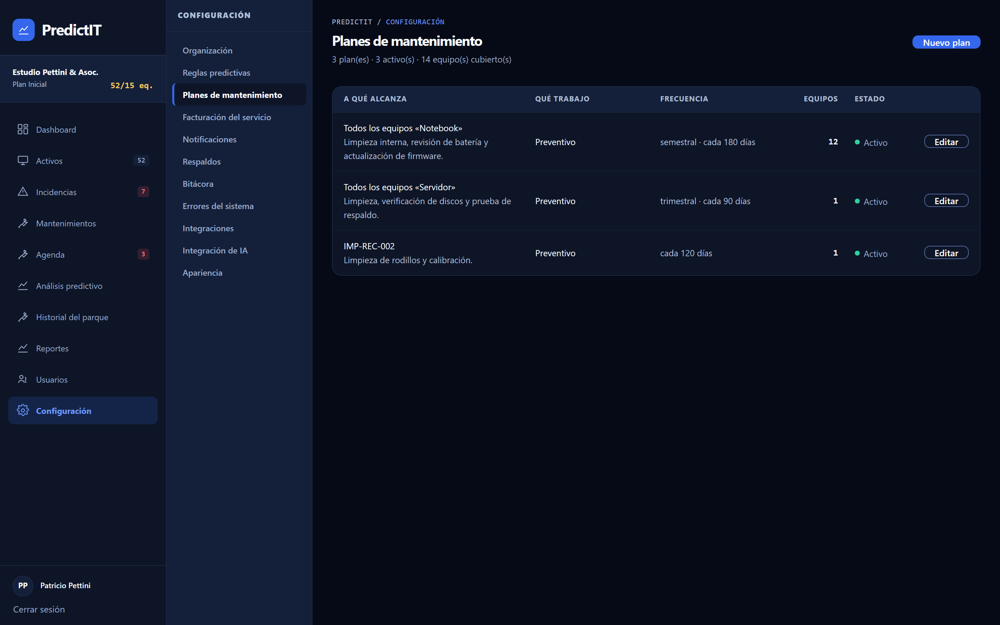 PredictIT
Estudio Pettini & Asoc.
Plan Inicial
52/15 eq.
Dashboard
Activos
52
Incidencias
7
Mantenimientos
Agenda
3
Análisis predictivo
Historial del parque
Reportes
Usuarios
Configuración
PP
Patricio Pettini
Cerrar sesión
CONFIGURACIÓN
Organización
Reglas predictivas
Planes de mantenimiento
Facturación del servicio
Notificaciones
Respaldos
Bitácora
Errores del sistema
Integraciones
Integración de IA
Apariencia
PREDICTIT / CONFIGURACIÓN
Planes de mantenimiento
3 plan(es) · 3 activo(s) · 14 equipo(s) cubierto(s)
Nuevo plan
A QUÉ ALCANZA QUÉ TRABAJO FRECUENCIA EQUIPOS ESTADO
Todos los equipos «Notebook»
Limpieza interna, revisión de batería y
actualización de firmware.
Preventivo
semestral · cada 180 días
12
Activo
Editar
Todos los equipos «Servidor»
Limpieza, verificación de discos y prueba de
respaldo.
Preventivo
trimestral · cada 90 días
1
Activo
Editar
IMP-REC-002
Limpieza de rodillos y calibración.
Preventivo
cada 120 días
1
Activo
Editar